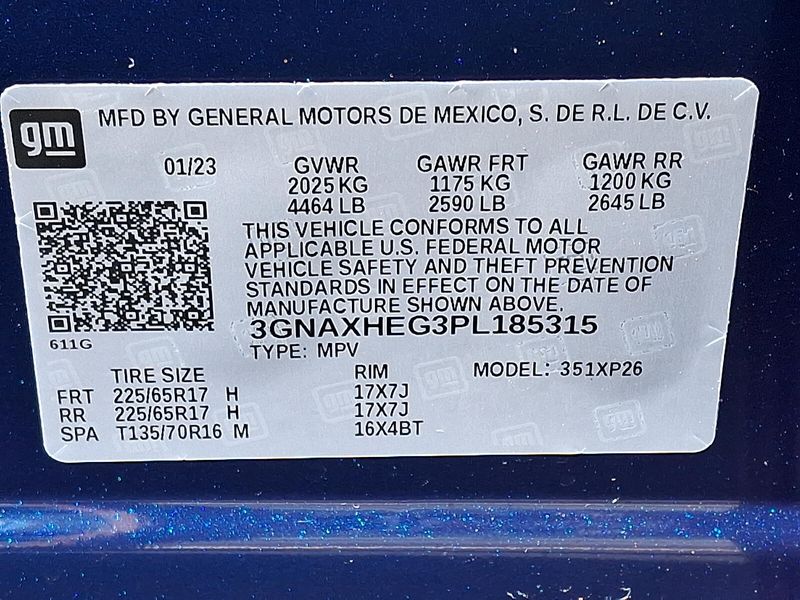 gm MFD BY GENERAL MOTORS DE MEXICO, S. DE R.L. DE C.V.
01/23 GVWR GAWR FRT GAWR RR
2025 KG 1175 KG 1200 KG
4464 LB 2590 LB 2645 LB
THIS VEHICLE CONFORMS TO ALL
APPLICABLE U.S. FEDERAL MOTOR
VEHICLE SAFETY AND THEFT PREVENTION
STANDARDS IN EFFECT ON THE DATE OF
MANUFACTURE SHOWN ABOVE.
3GNAXHEG3PL185315
611G
TYPE: MPV
TIRE SIZE RIM MODEL: 351XP26
FRT 225/65R17 H 17X7J
RR 225/65R17 H 17X7J
SPA T135/70R16 M 16X4BT